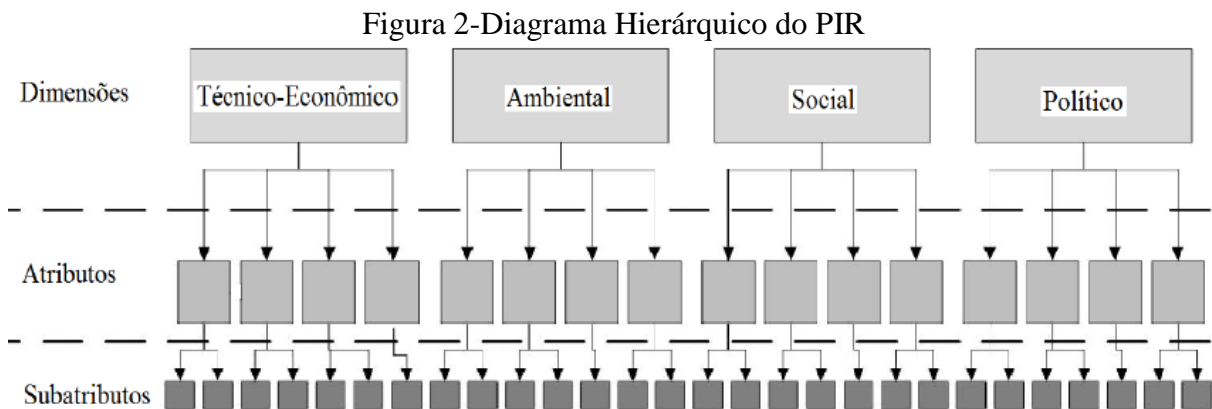 Figura 2-Diagrama Hierárquico do PIR
Dimensões
Técnico-Econômico
Ambiental
Social
Político
Atributos
Subatributos